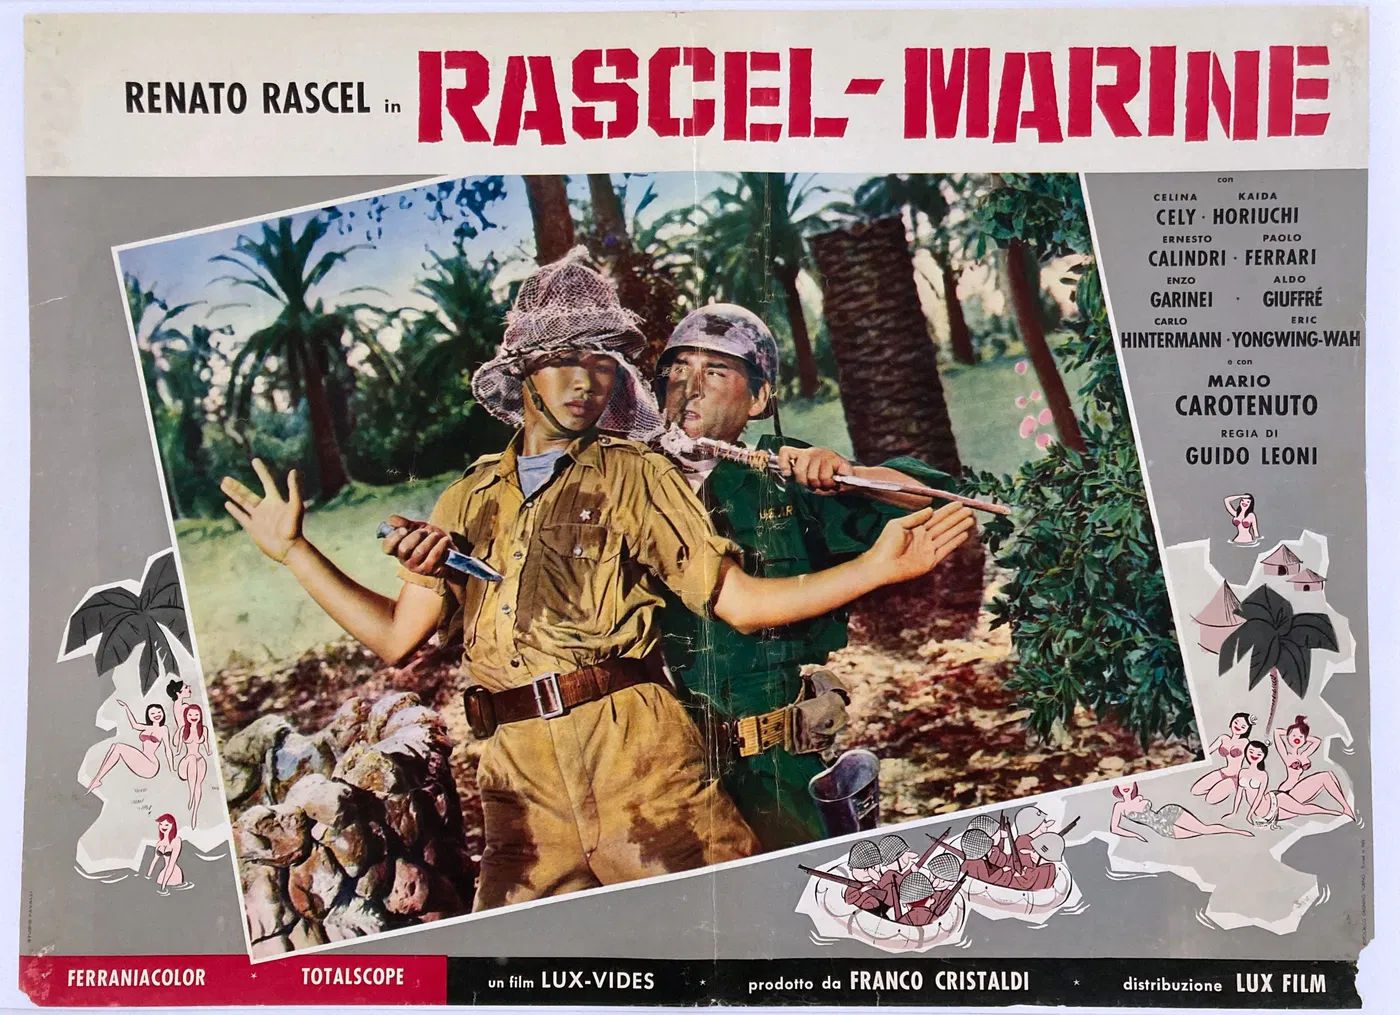 RENATO RASCEL in RASCEL-MARINE
con
CELINA KAIDA
CELY · HORIUCHI
ERNESTO PAOLO
CALINDRI · FERRARI
ENZO ALDO
GARINEI · GIUFFRÉ
CARLO ERIC
HINTERMANN · YONGWING-WAH
e con
MARIO
CAROTENUTO
REGIA DI
GUIDO LEONI
FERRANIACOLOR * TOTALSCOPE un film LUX-VIDES * prodotto da FRANCO CRISTALDI * distribuzione LUX FILM